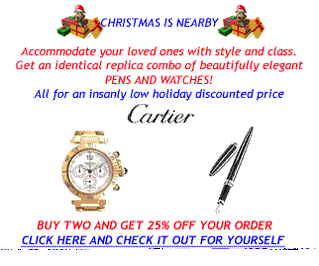 CHRISTMAS IS NEARBY
Accommodate your loved ones with style and class.
Get an identical replica combo of beautifully elegant
PENS AND WATCHES!
All for an insanly low holiday discounted price
Cartier
BUY TWO AND GET 25% OFF YOUR ORDER
CLICK HERE AND CHECK IT OUT FOR YOURSELF